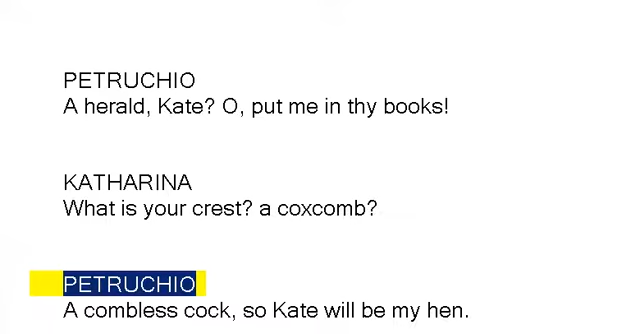 PETRUCHIO
A herald, Kate? O, put me in thy books!
KATHARINA
What is your crest? a coxcomb?
PETRUCHIO
A combless cock, so Kate will be my hen.